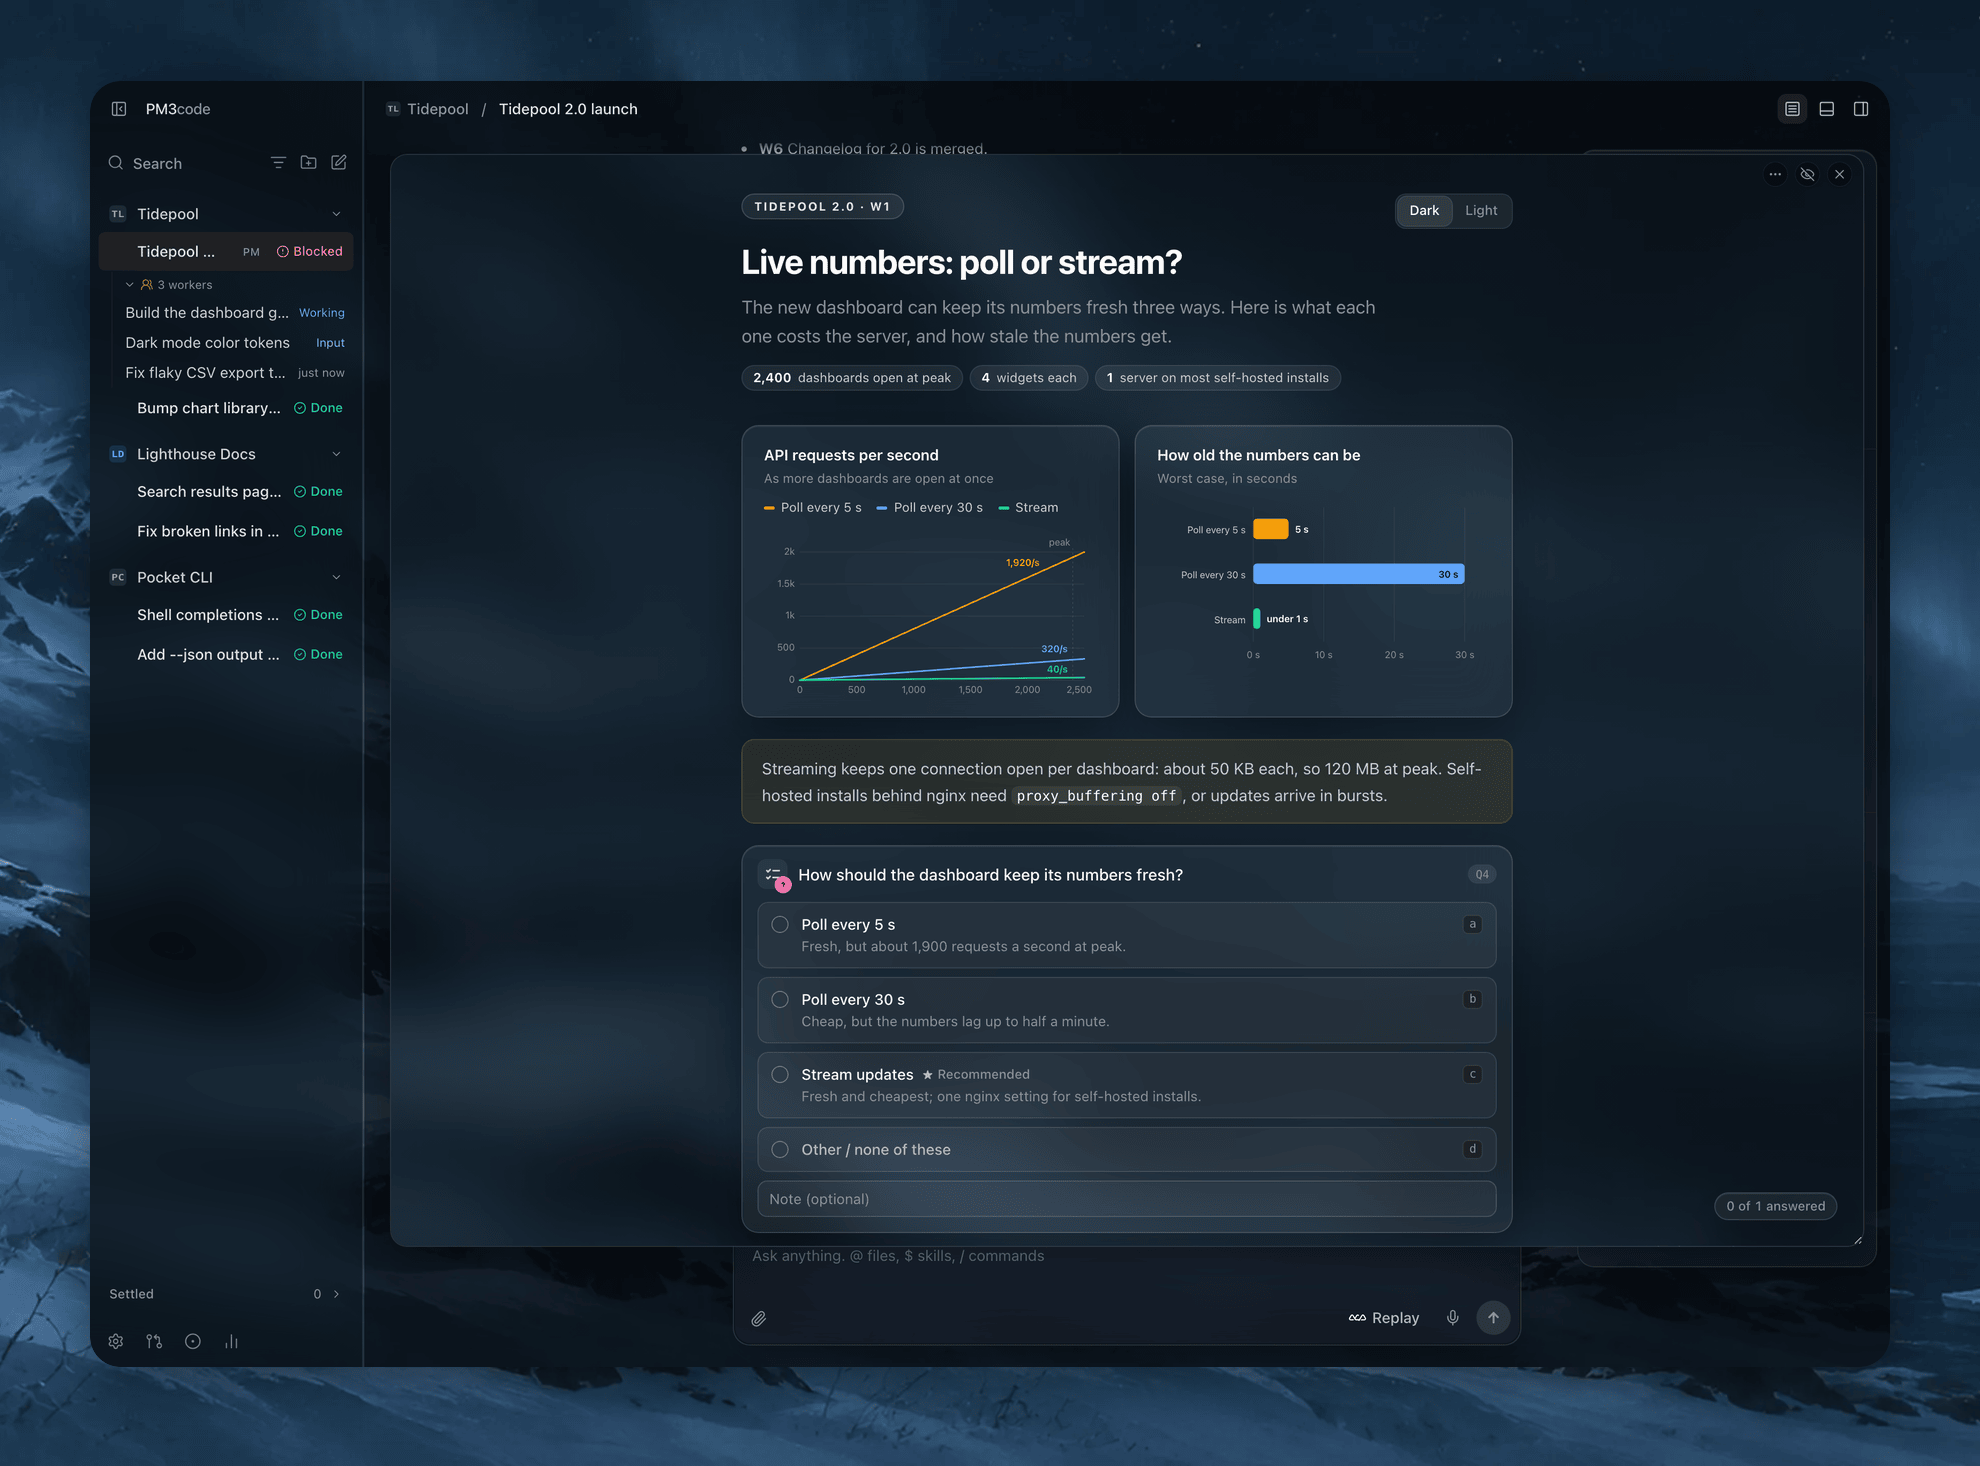 PM3code
Search
TL Tidepool
Tidepool ... PM Blocked
3 workers
Build the dashboard g... Working
Dark mode color tokens Input
Fix flaky CSV export t... just now
Bump chart library... Done
LD Lighthouse Docs
Search results pag... Done
Fix broken links in ... Done
PC Pocket CLI
Shell completions ... Done
Add --json output ... Done
Settled 0
TL Tidepool / Tidepool 2.0 launch
• W6 Changelog for 2.0 is merged.
TIDEPOOL 2.0 · W1
Dark Light
Live numbers: poll or stream?
The new dashboard can keep its numbers fresh three ways. Here is what each
one costs the server, and how stale the numbers get.
2,400 dashboards open at peak 4 widgets each 1 server on most self-hosted installs
API requests per second
As more dashboards are open at once
Poll every 5 s Poll every 30 s Stream
peak
2k
1,920/s
1.5k
1k
500
320/s
40/s
0
0 500 1,000 1,500 2,000 2,500
How old the numbers can be
Worst case, in seconds
Poll every 5 s 5 s
Poll every 30 s 30 s
Stream under 1 s
0 s 10 s 20 s 30 s
Streaming keeps one connection open per dashboard: about 50 KB each, so 120 MB at peak. Self-
hosted installs behind nginx need proxy_buffering off, or updates arrive in bursts.
How should the dashboard keep its numbers fresh? Q4
Poll every 5 s a
Fresh, but about 1,900 requests a second at peak.
Poll every 30 s b
Cheap, but the numbers lag up to half a minute.
Stream updates ★ Recommended c
Fresh and cheapest; one nginx setting for self-hosted installs.
Other / none of these d
Note (optional)
0 of 1 answered
Ask anything. @ files, $ skills, / commands
Replay